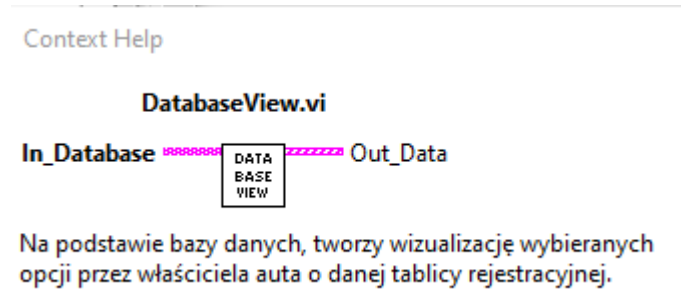 Context Help
DatabaseView.vi
In_Database
DATA
BASE
VIEW
Out_Data
Na podstawie bazy danych, tworzy wizualizację wybieranych
opcji przez właściciela auta o danej tablicy rejestracyjnej.